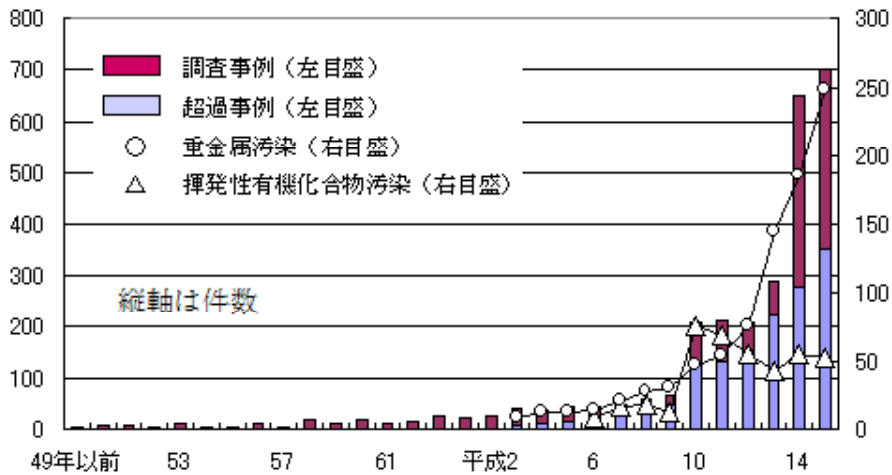 800
700
600
500
400
300
200
100
0
300
250
200
150
100
50
0
調査事例（左目盛）
超過事例（左目盛）
重金属汚染（右目盛）
揮発性有機化合物汚染（右目盛）
縦軸は件数
49年以前 53 57 61 平成2 6 10 14